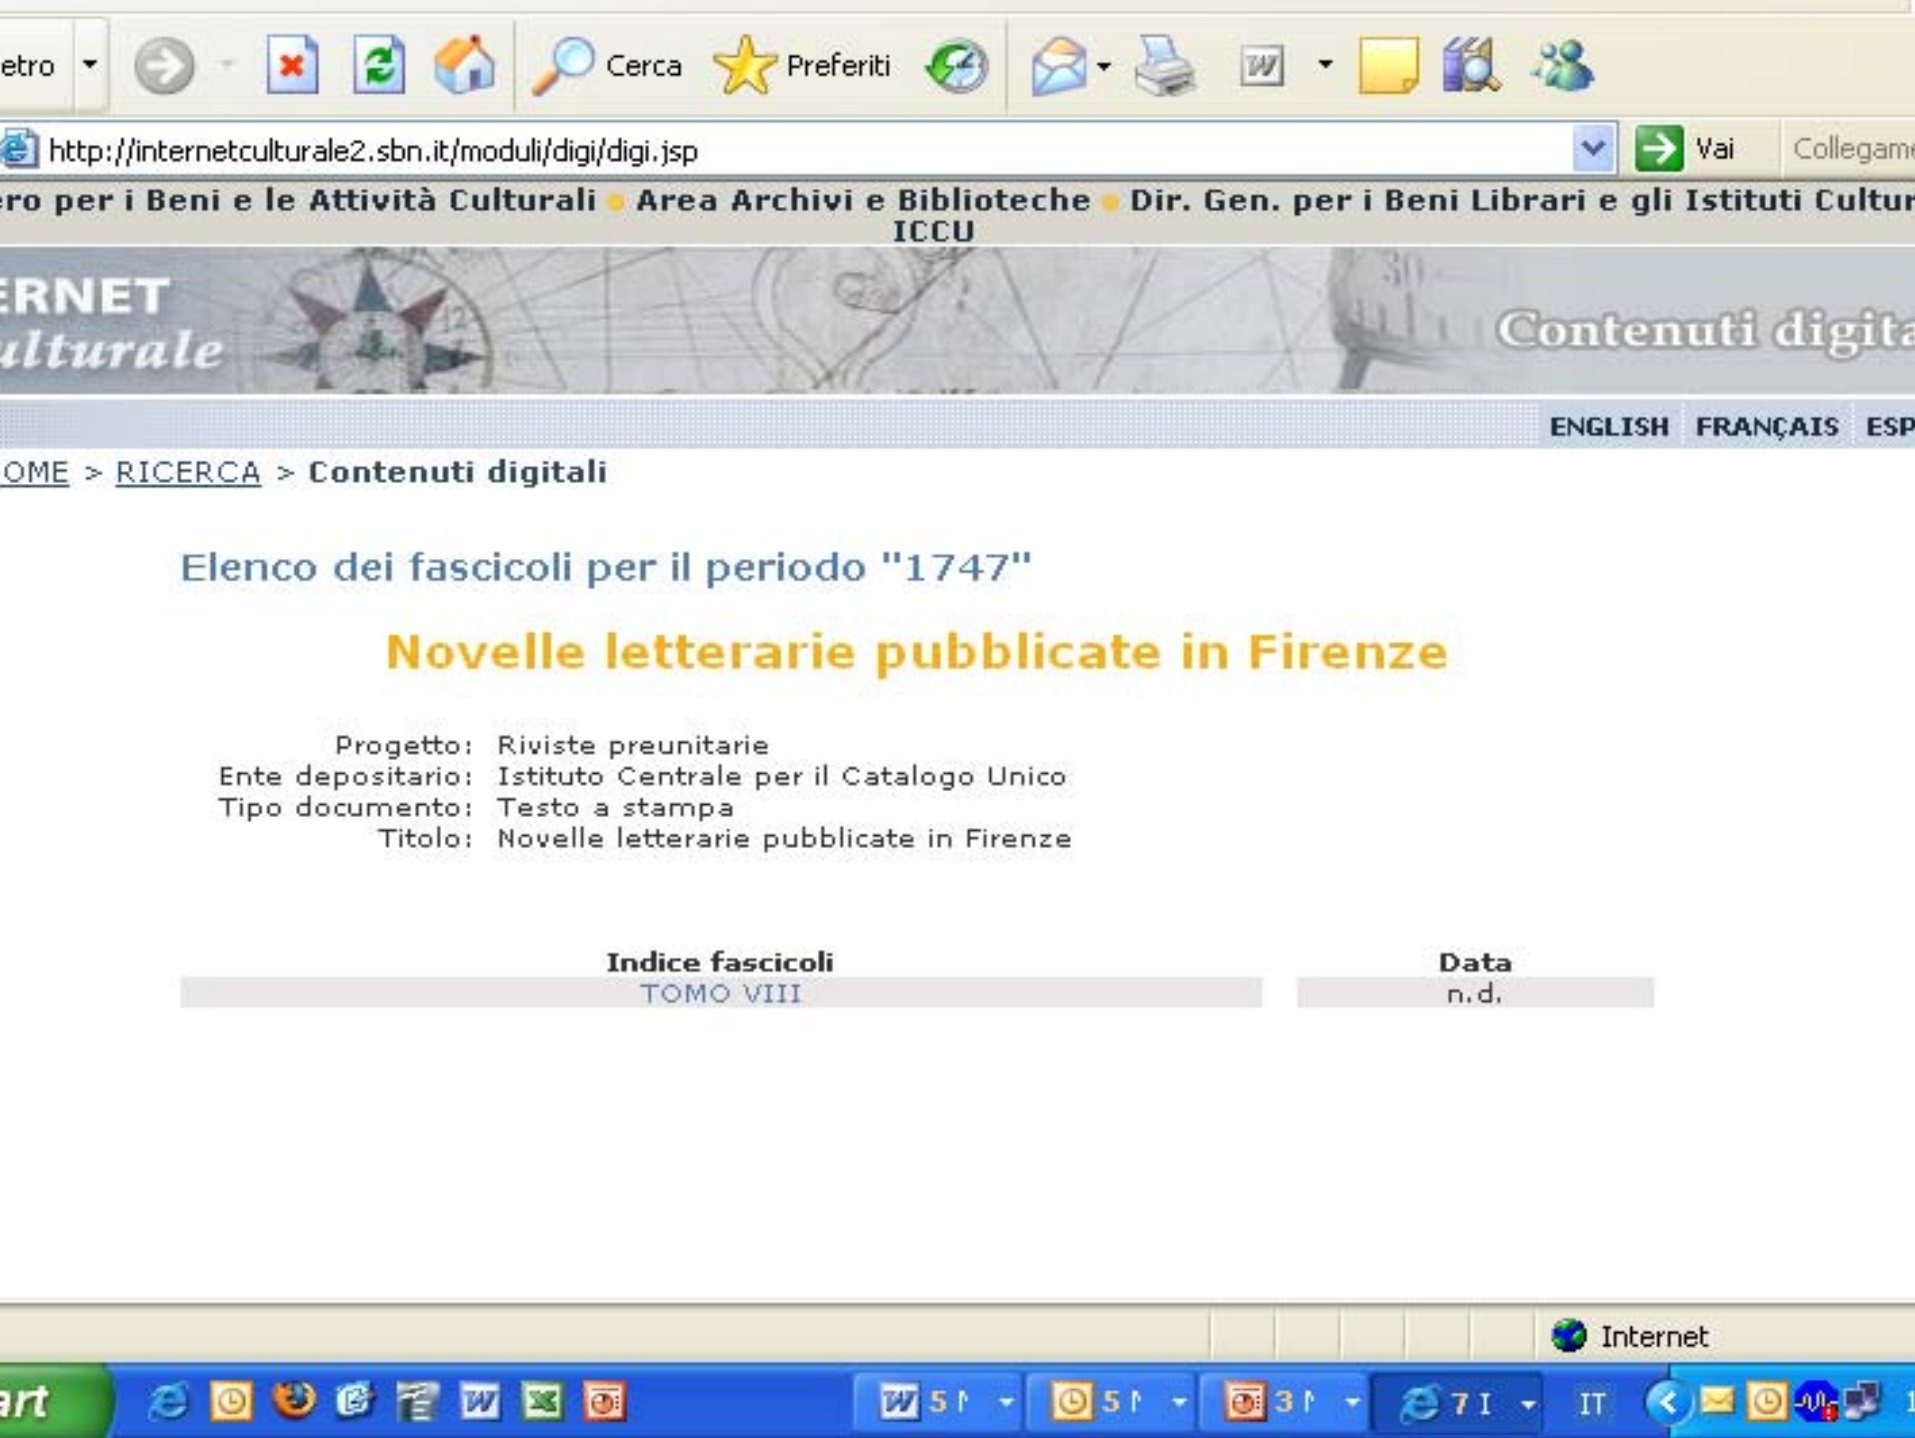 etro
Cerca
Preferiti
http://internetculturale2.sbn.it/moduli/digi/digi.jsp
Vai
Collegame
ero per i Beni e le Attività Culturali • Area Archivi e Biblioteche • Dir. Gen. per i Beni Librari e gli Istituti Cultur
ICCU
ERNET
ulturale
Contenuti digita
ENGLISH FRANÇAIS ESP
OME > RICERCA > Contenuti digitali
Elenco dei fascicoli per il periodo "1747"
Novelle letterarie pubblicate in Firenze
Progetto: Riviste preunitarie
Ente depositario: Istituto Centrale per il Catalogo Unico
Tipo documento: Testo a stampa
Titolo: Novelle letterarie pubblicate in Firenze
Indice fascicoli Data
TOMO VIII n.d.
Internet
art
5
5
3
7 I
IT